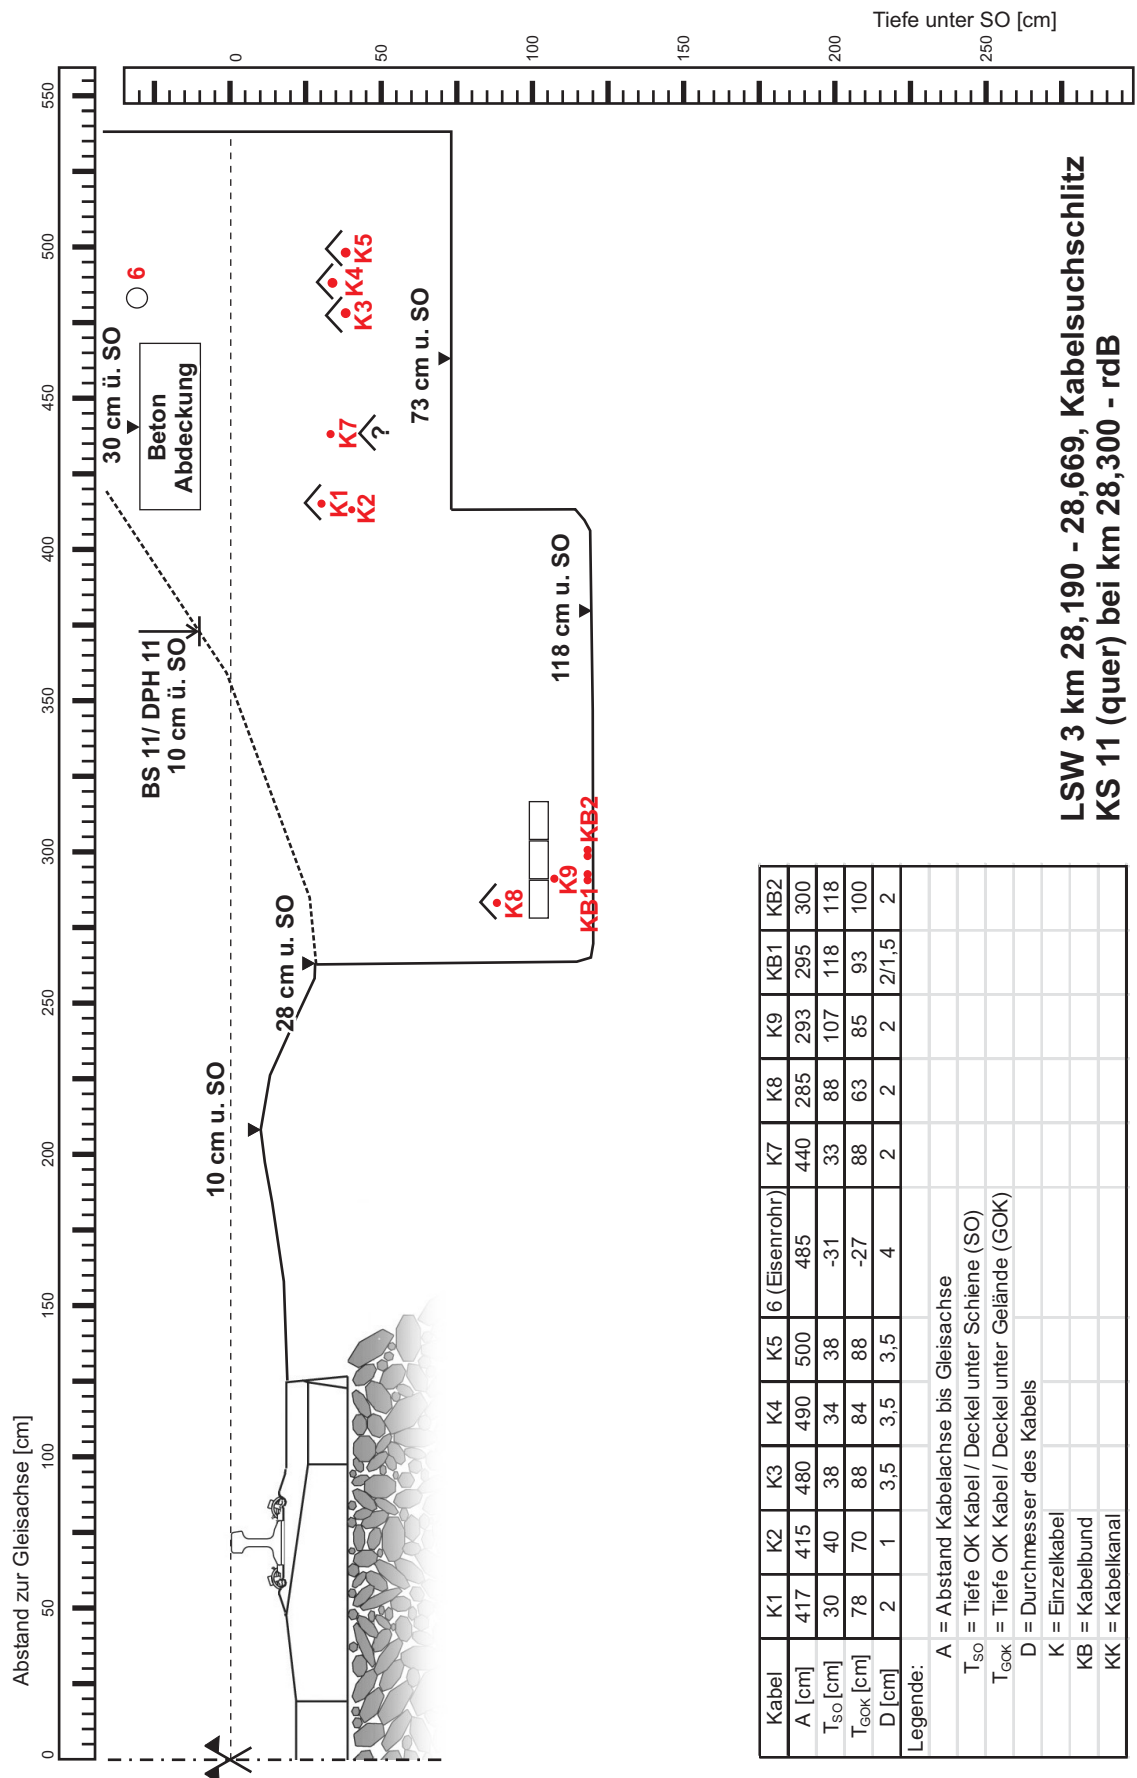 Abstand zur Gleisachse [cm]
0 50 100 150 200 250 300 350 400 450 500 550
Tiefe unter SO [cm]
0
50
100
150
200
250
10 cm u. SO
28 cm u. SO
BS 11/ DPH 11
10 cm ü. SO
30 cm ü. SO
Beton
Abdeckung
6
K1
K2
K7
?
K3
K4
K5
73 cm u. SO
118 cm u. SO
K8
K9
KB1
KB2
LSW 3 km 28,190 - 28,669, Kabelsuchschlitz
KS 11 (quer) bei km 28,300 - rdB
Kabel K1 K2 K3 K4 K5 6 (Eisenrohr) K7 K8 K9 KB1 KB2
A [cm] 417 415 480 490 500 485 440 285 293 295 300
TSO [cm] 30 40 38 34 38 -31 33 88 107 118 118
TGOK [cm] 78 70 88 84 88 -27 88 63 85 93 100
D [cm] 2 1 3,5 3,5 3,5 4 2 2 2 2/1,5 2
Legende:
A = Abstand Kabelachse bis Gleisachse
TSO = Tiefe OK Kabel / Deckel unter Schiene (SO)
TGOK = Tiefe OK Kabel / Deckel unter Gelände (GOK)
D = Durchmesser des Kabels
K = Einzelkabel
KB = Kabelbund
KK = Kabelkanal